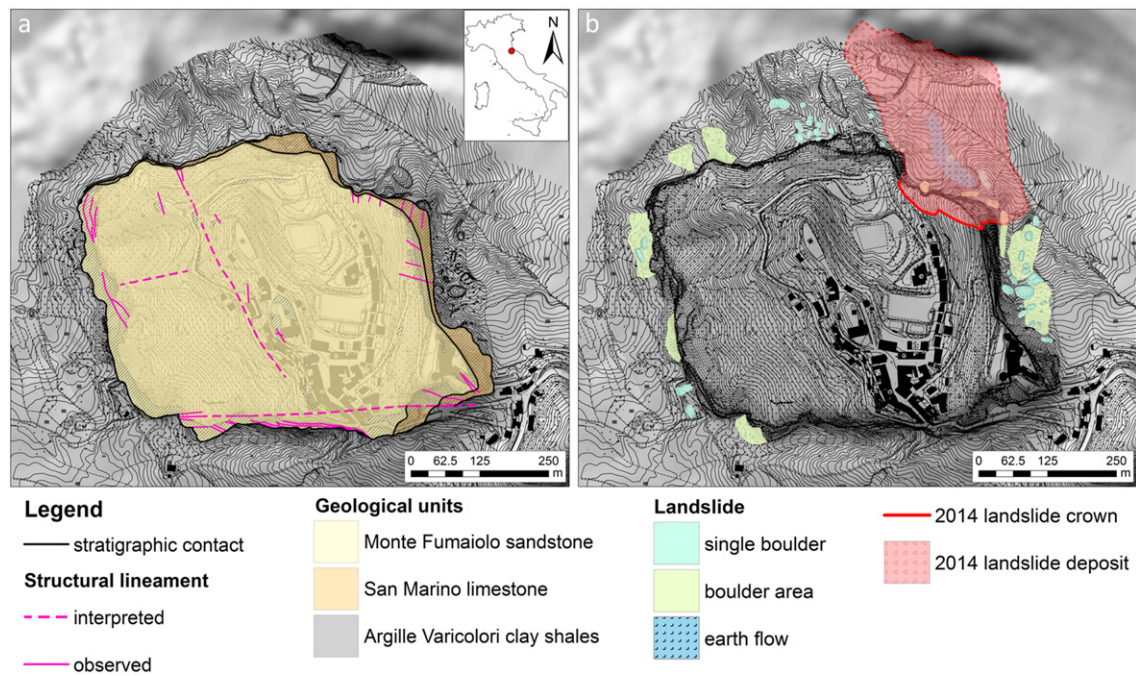 a
N
0 62.5 125 250
m
b
0 62.5 125 250
m
Legend
stratigraphic contact
Structural lineament
interpreted
observed
Geological units
Monte Fumaiolo sandstone
San Marino limestone
Argille Varicolori clay shales
Landslide
single boulder
boulder area
earth flow
2014 landslide crown
2014 landslide deposit